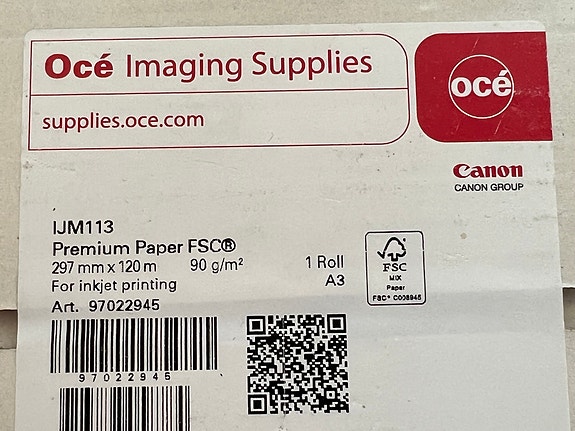 Océ Imaging Supplies
supplies.oce.com
océ
Canon
CANON GROUP
IJM113
Premium Paper FSC®
297 mm x 120 m 90 g/m² 1 Roll
For inkjet printing A3
Art. 97022945
97022945
FSC
MIX
Paper
FSC® C008945